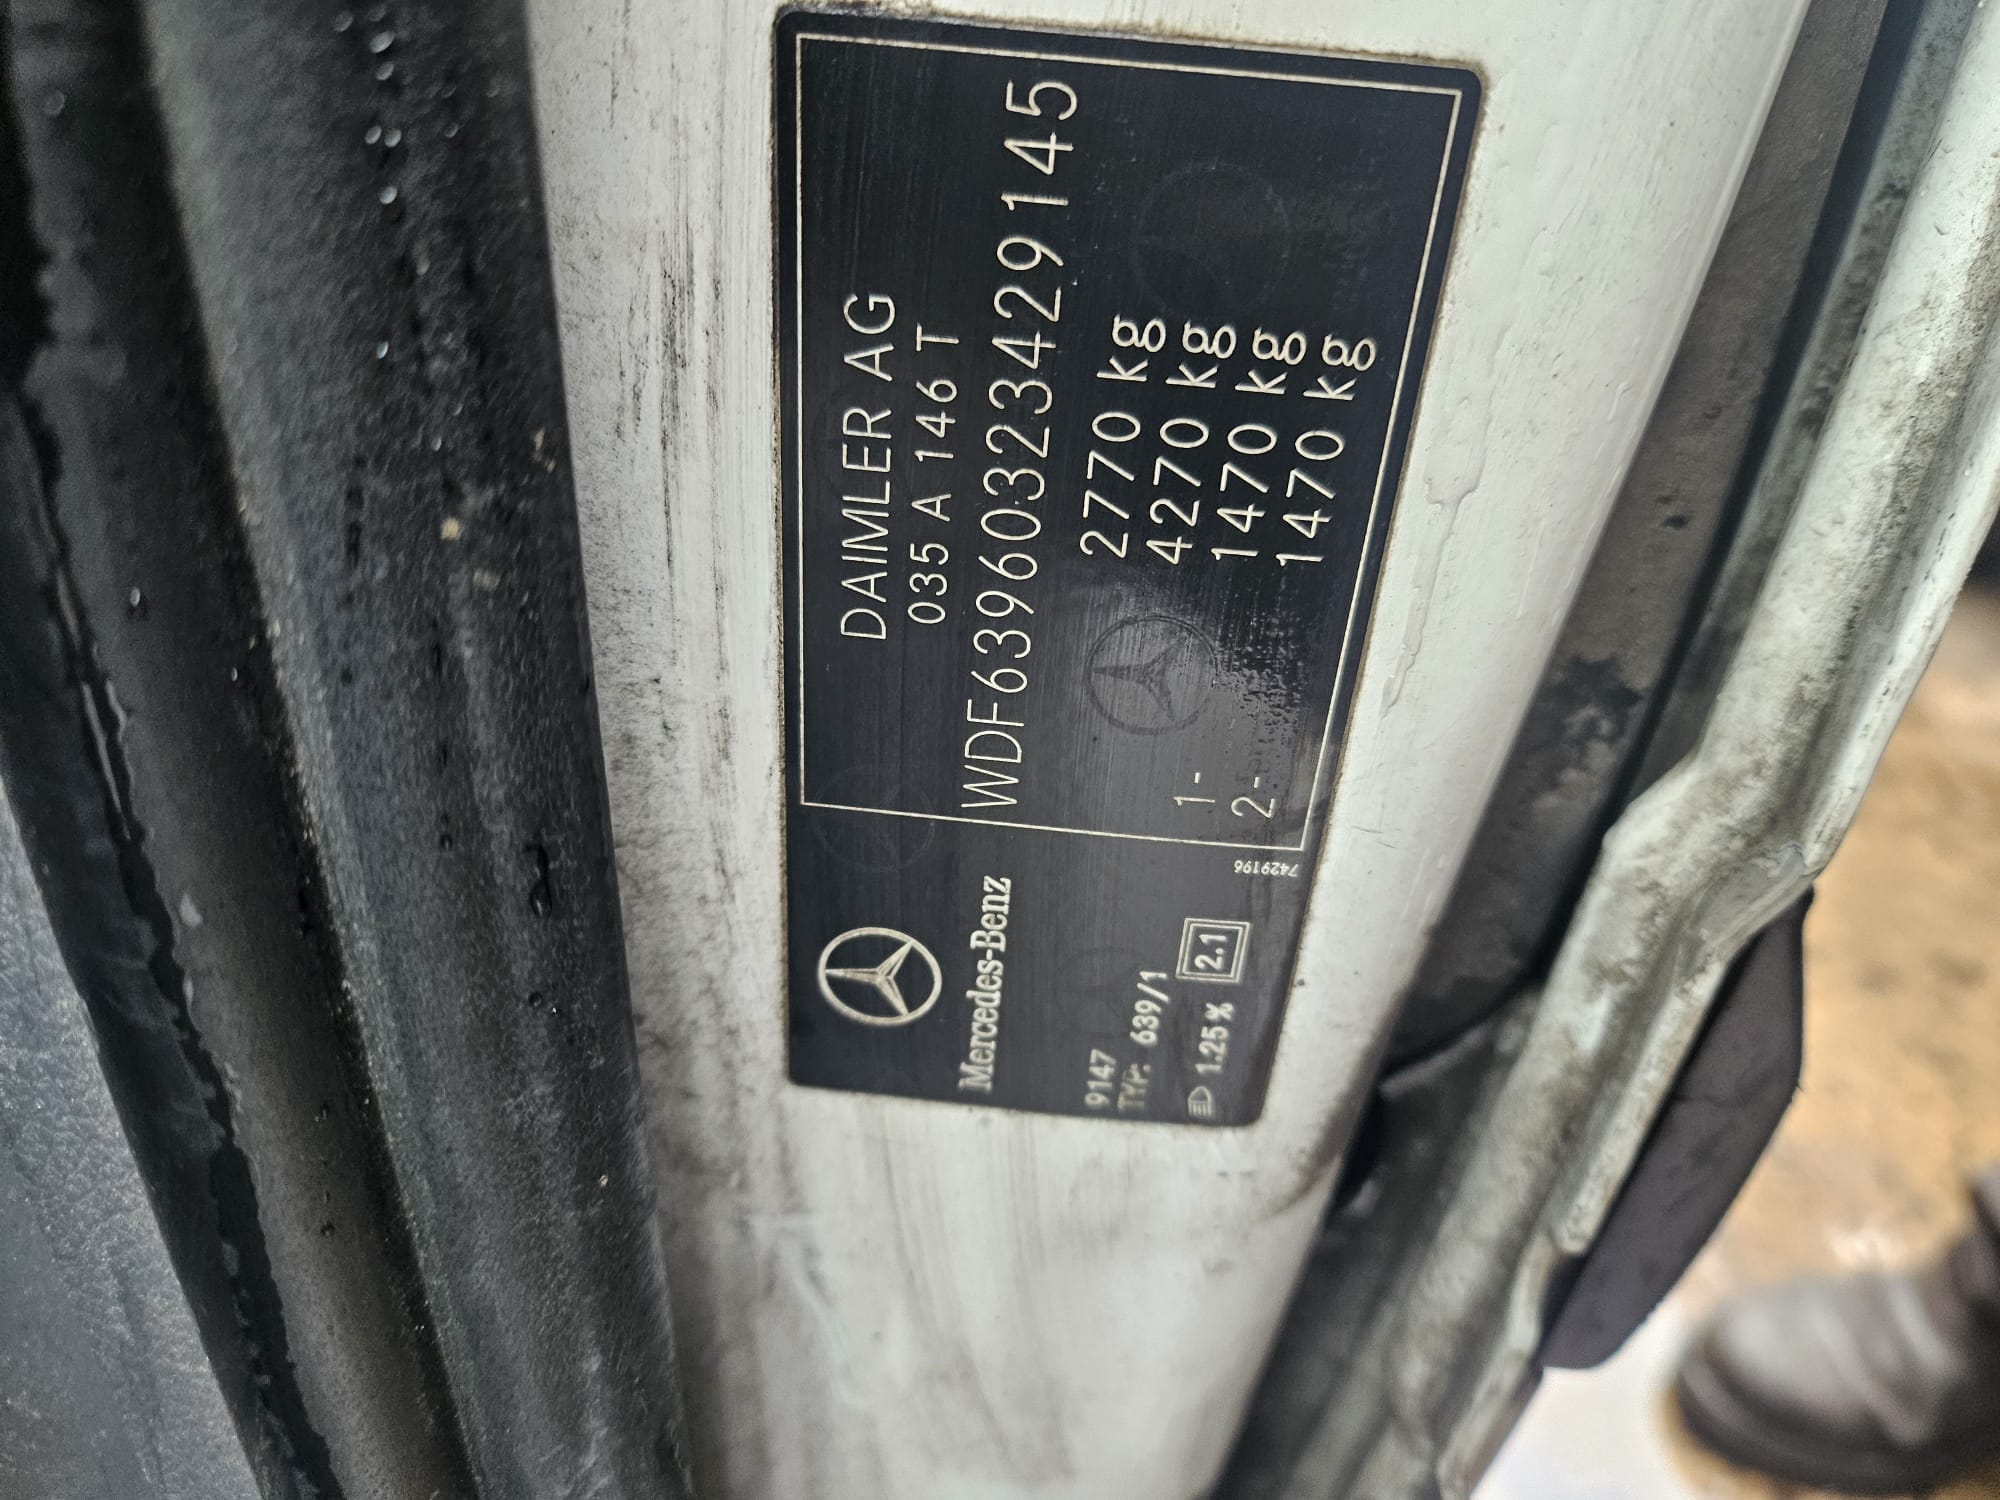 DAIMLER AG
035 A 146 T
WDF63960323429145
2770 kg
4270 kg
1- 1470 kg
2- 1470 kg
Mercedes-Benz
9147
TYP: 639/1
1.25 % 2.1
7429196